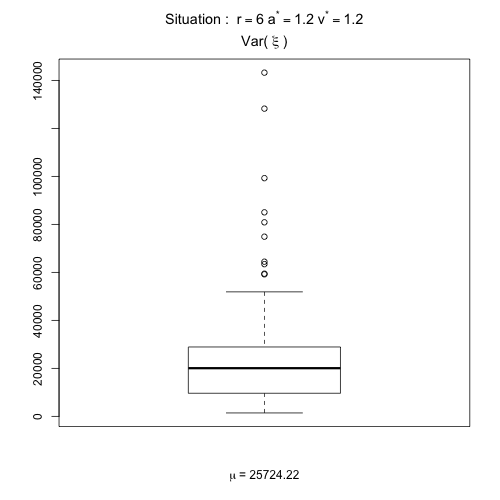 Situation : r = 6 a* = 1.2 v* = 1.2
Var( ξ )
140000
100000
80000
60000
40000
20000
0
μ = 25724.22